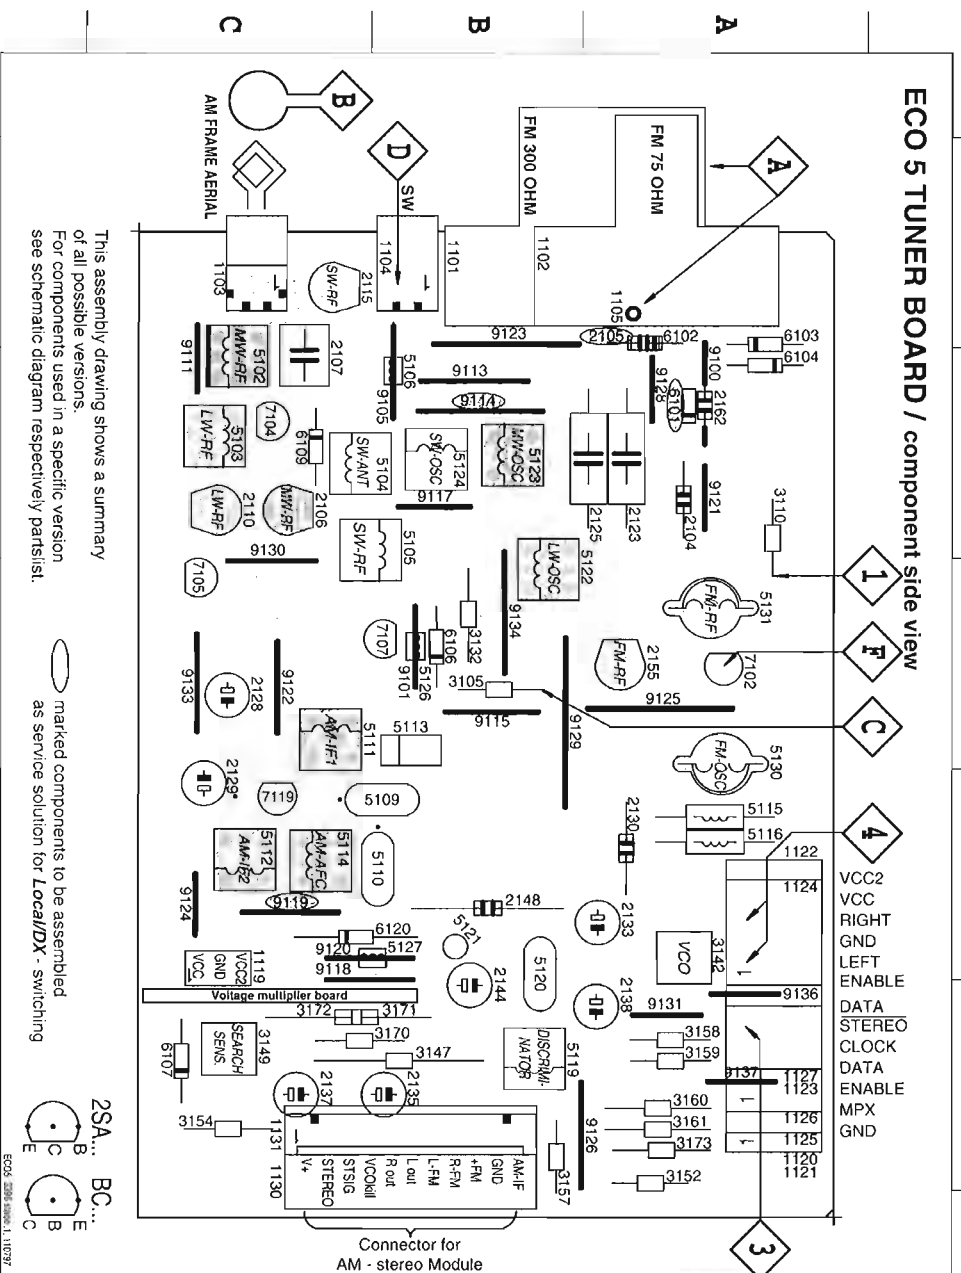 C
B
A
ECO 5 TUNER BOARD / component side view
B
D
A
AM FRAME AERIAL
SW
FM 300 OHM
FM 75 OHM
1103
2115
SW-RF
1104
1101
1102
1105
9111
5102
MW-RF
2107
5106
9105
9123
9113
9114
2105
6102
9128
9100
6101
2162
6103
6104
5103
LW-RF
7104
6109
5104
SW-ANT
5124
SW-OSC
5123
MW-OSC
9117
2125
2123
2104
9121
3110
1
2110
LW-RF
2106
MW-RF
9130
7105
5105
SW-RF
5122
LW-OSC
9134
5131
FM-RF
7107
6106
3132
5126
9101
3105
2155
FM-RF
7102
F
9133
2128
9122
5111
AM-IF1
5113
9115
9129
9125
C
2129
7119
5109
5130
FM-OSC
5115
5116
2130
4
5112
AM-IF2
5114
AM-AFC
5110
9119
9124
2148
5121
2133
1122
1124
VCC2
VCC
RIGHT
GND
LEFT
ENABLE
DATA
STEREO
CLOCK
DATA
ENABLE
MPX
GND
6120
9120
5127
9118
1119
VCC
GND
VCC2
2144
5120
3142
VCO
2138
9131
9136
Voltage multiplier board
3172
3171
3170
3147
3149
SEARCH
SENS.
6107
5119
DISCRIMI-
NATOR
3158
3159
9137
1127
1123
2137
2135
3160
3161
3173
3152
1126
1125
1120
1121
3154
1131
1130
9126
3157
V+
STEREO
STSIG
VCOkill
R out
L out
L-FM
R-FM
+FM
GND
AM-IF
3
Connector for
AM - stereo Module
This assembly drawing shows a summary
of all possible versions.
For components used in a specific version
see schematic diagram respectively partslist.
marked components to be assembled
as service solution for Local/DX - switching
2SA...
E
C
B
BC...
C
B
E